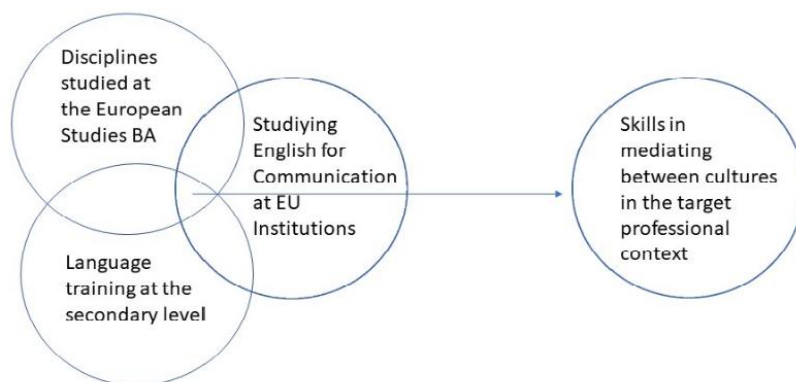 Disciplines
studied at
the European
Studies BA
Studiying
English for
Communication
at EU
Institutions
Language
training at the
secondary level
Skills in
mediating
between cultures
in the target
professional
context